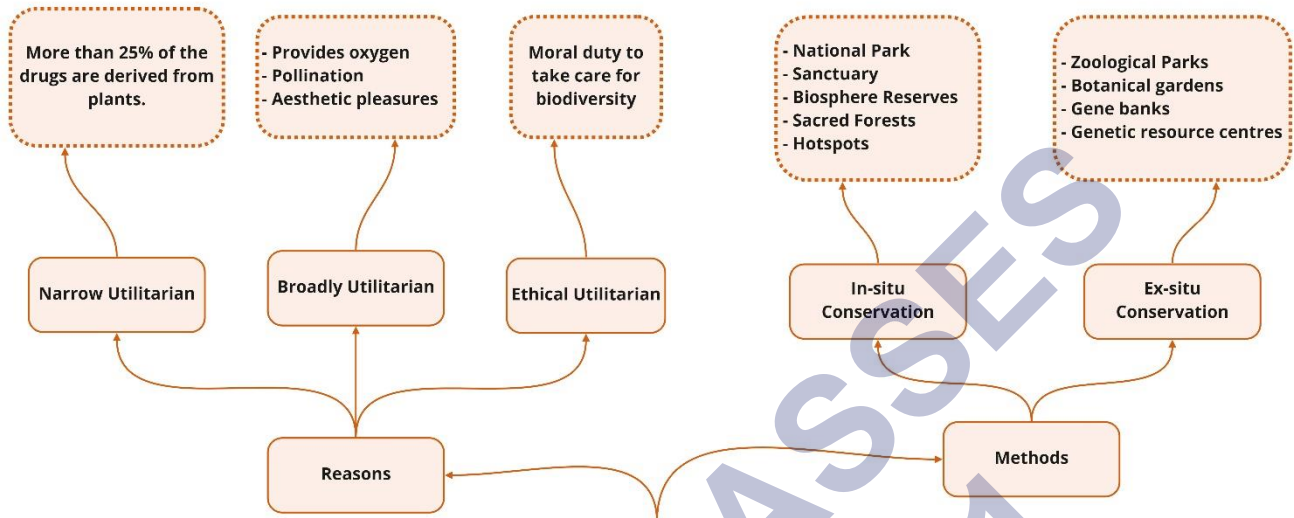 More than 25% of the
drugs are derived from
plants.
- Provides oxygen
- Pollination
- Aesthetic pleasures
Moral duty to
take care for
biodiversity
- National Park
- Sanctuary
- Biosphere Reserves
- Sacred Forests
- Hotspots
- Zoological Parks
- Botanical gardens
- Gene banks
- Genetic resource centres
Narrow Utilitarian
Broadly Utilitarian
Ethical Utilitarian
In-situ
Conservation
Ex-situ
Conservation
Reasons
Methods